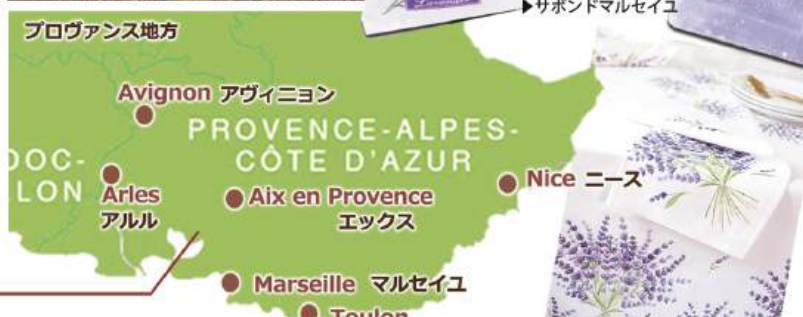 ▶サボンドマルセイユ
Lavender
プロヴァンス地方
Avignon アヴィニョン
PROVENCE-ALPES-
CÔTE D'AZUR
DOC-
LON
Arles
アルル
Aix en Provence
エックス
Nice ニース
Marseille マルセイユ
Toulon